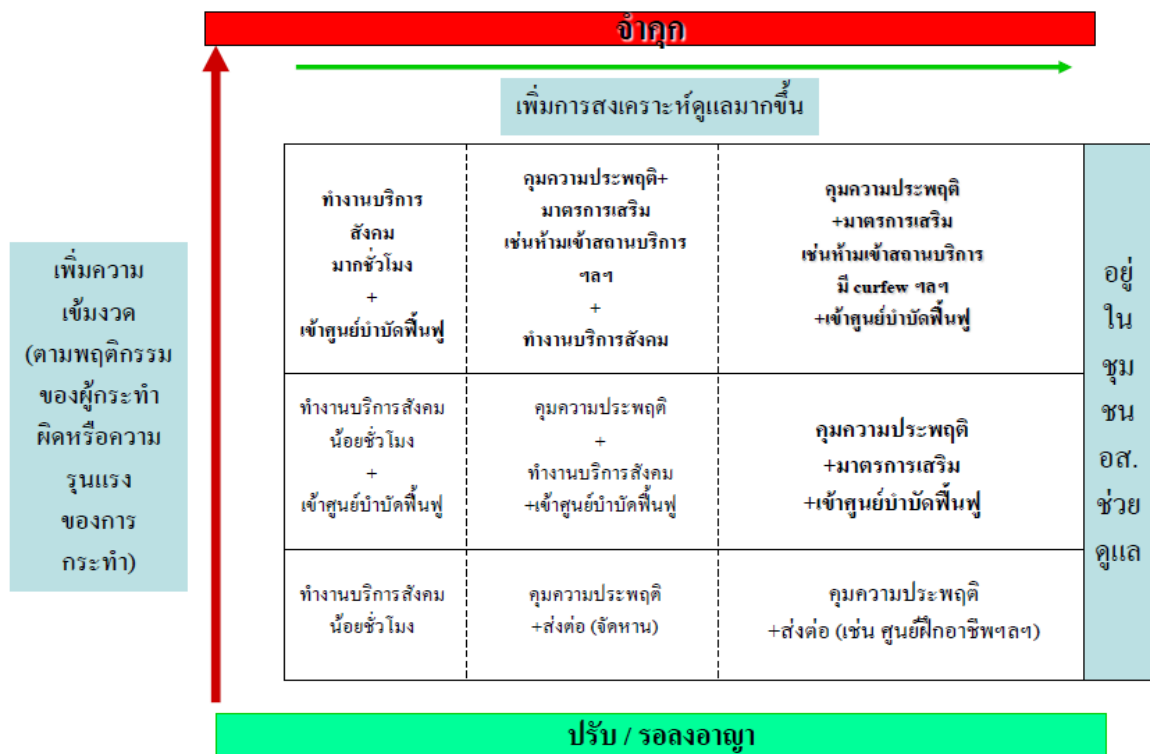 จำคุก
เพิ่มการสงเคราะห์ดูแลมากขึ้น
เพิ่มความ
เข้มงวด
(ตามพฤติกรรม
ของผู้กระทำ
ผิดหรือความ
รุนแรง
ของการ
กระทำ)
ทำงานบริการ
สังคม
มากชั่วโมง
+
เข้าศูนย์บำบัดฟื้นฟู
คุมความประพฤติ+
มาตรการเสริม
เช่นห้ามเข้าสถานบริการ
ฯลฯ
+
ทำงานบริการสังคม
คุมความประพฤติ
+มาตรการเสริม
เช่นห้ามเข้าสถานบริการ
มี curfew ฯลฯ
+เข้าศูนย์บำบัดฟื้นฟู
ทำงานบริการสังคม
น้อยชั่วโมง
+
เข้าศูนย์บำบัดฟื้นฟู
คุมความประพฤติ
+
ทำงานบริการสังคม
+เข้าศูนย์บำบัดฟื้นฟู
คุมความประพฤติ
+มาตรการเสริม
+เข้าศูนย์บำบัดฟื้นฟู
ทำงานบริการสังคม
น้อยชั่วโมง
คุมความประพฤติ
+ส่งต่อ (จัดหางาน)
คุมความประพฤติ
+ส่งต่อ (เช่น ศูนย์ฝึกอาชีพฯลฯ)
อยู่
ใน
ชุม
ชน
อส.
ช่วย
ดูแล
ปรับ / รอลงอาญา